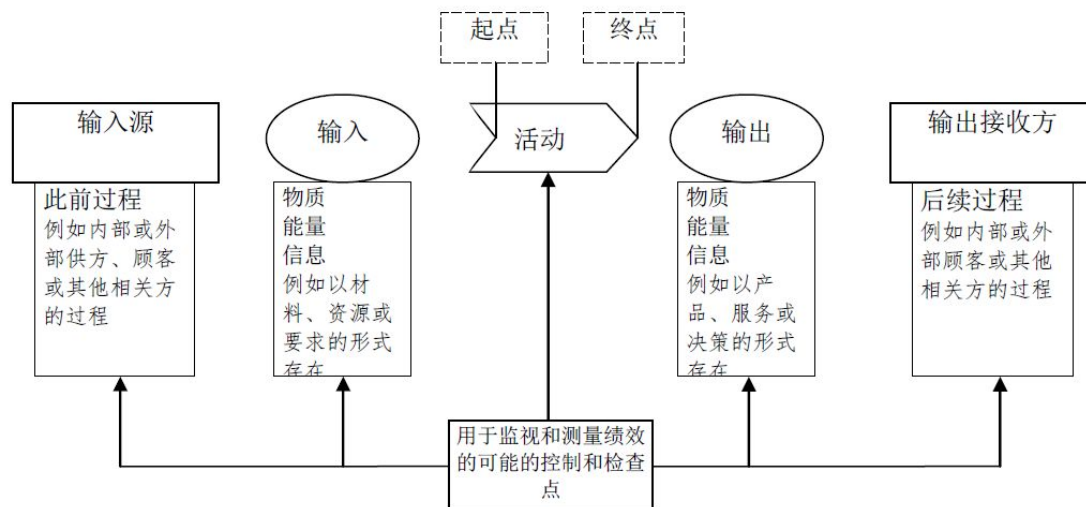 起点
终点
输入源
输入
活动
输出
输出接收方
此前过程
例如内部或外
部供方、顾客
或其他相关方
的过程
物质
能量
信息
例如以材
料、资源或
要求的形式
存在
物质
能量
信息
例如以产
品、服务或
决策的形式
存在
后续过程
例如内部或外
部顾客或其他
相关方的过程
用于监视和测量绩效
的可能的控制和检查
点